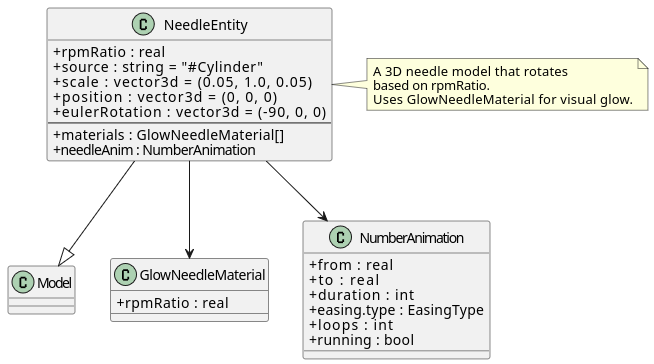 C NeedleEntity
+rpmRatio : real
+source : string = "#Cylinder"
+scale : vector3d = (0.05, 1.0, 0.05)
+position : vector3d = (0, 0, 0)
+eulerRotation : vector3d = (-90, 0, 0)
+materials : GlowNeedleMaterial[]
+needleAnim : NumberAnimation
A 3D needle model that rotates
based on rpmRatio.
Uses GlowNeedleMaterial for visual glow.
C Model
C GlowNeedleMaterial
+rpmRatio : real
C NumberAnimation
+from : real
+to : real
+duration : int
+easing.type : EasingType
+loops : int
+running : bool